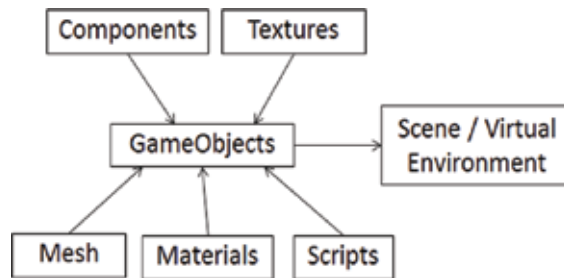 Components
Textures
GameObjects
Scene / Virtual
Environment
Mesh
Materials
Scripts